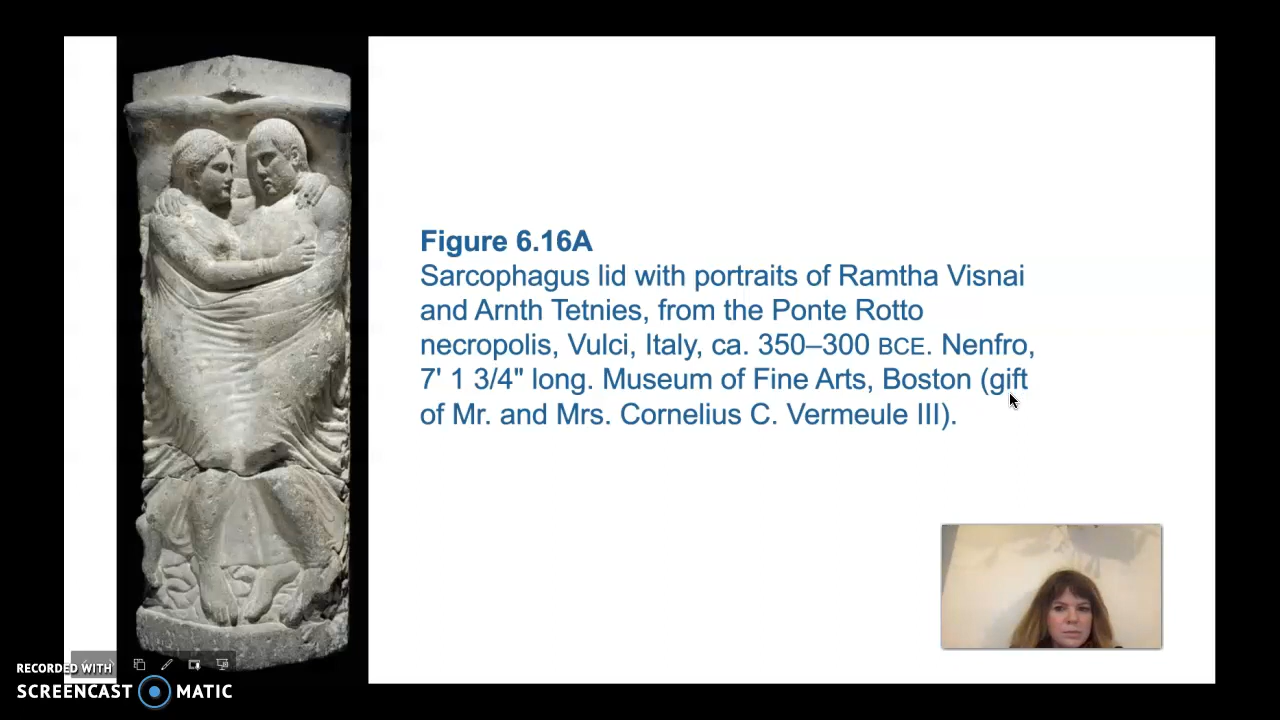 Figure 6.16A
Sarcophagus lid with portraits of Ramtha Visnai
and Arnth Tetnies, from the Ponte Rotto
necropolis, Vulci, Italy, ca. 350–300 BCE. Nenfro,
7' 1 3/4" long. Museum of Fine Arts, Boston (gift
of Mr. and Mrs. Cornelius C. Vermeule III).
RECORDED WITH
SCREENCAST MATIC